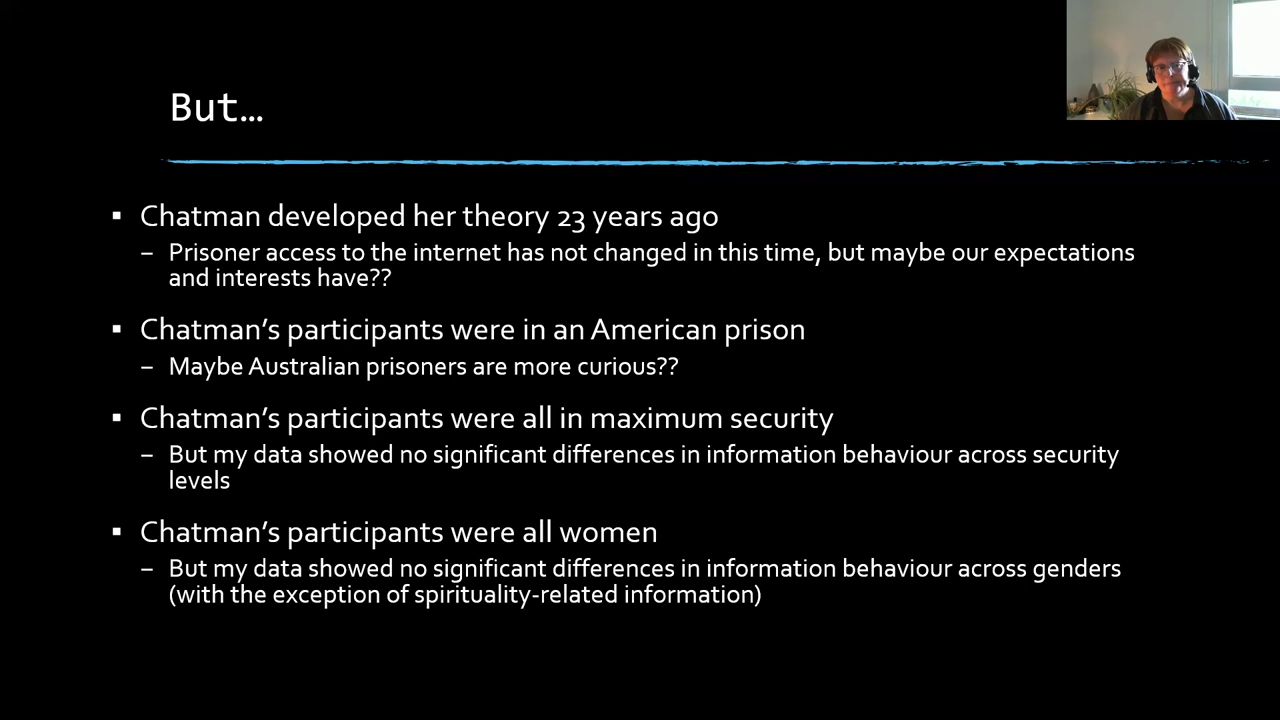 But…
▪ Chatman developed her theory 23 years ago
– Prisoner access to the internet has not changed in this time, but maybe our expectations
and interests have??
▪ Chatman’s participants were in an American prison
– Maybe Australian prisoners are more curious??
▪ Chatman’s participants were all in maximum security
– But my data showed no significant differences in information behaviour across security
levels
▪ Chatman’s participants were all women
– But my data showed no significant differences in information behaviour across genders
(with the exception of spirituality-related information)